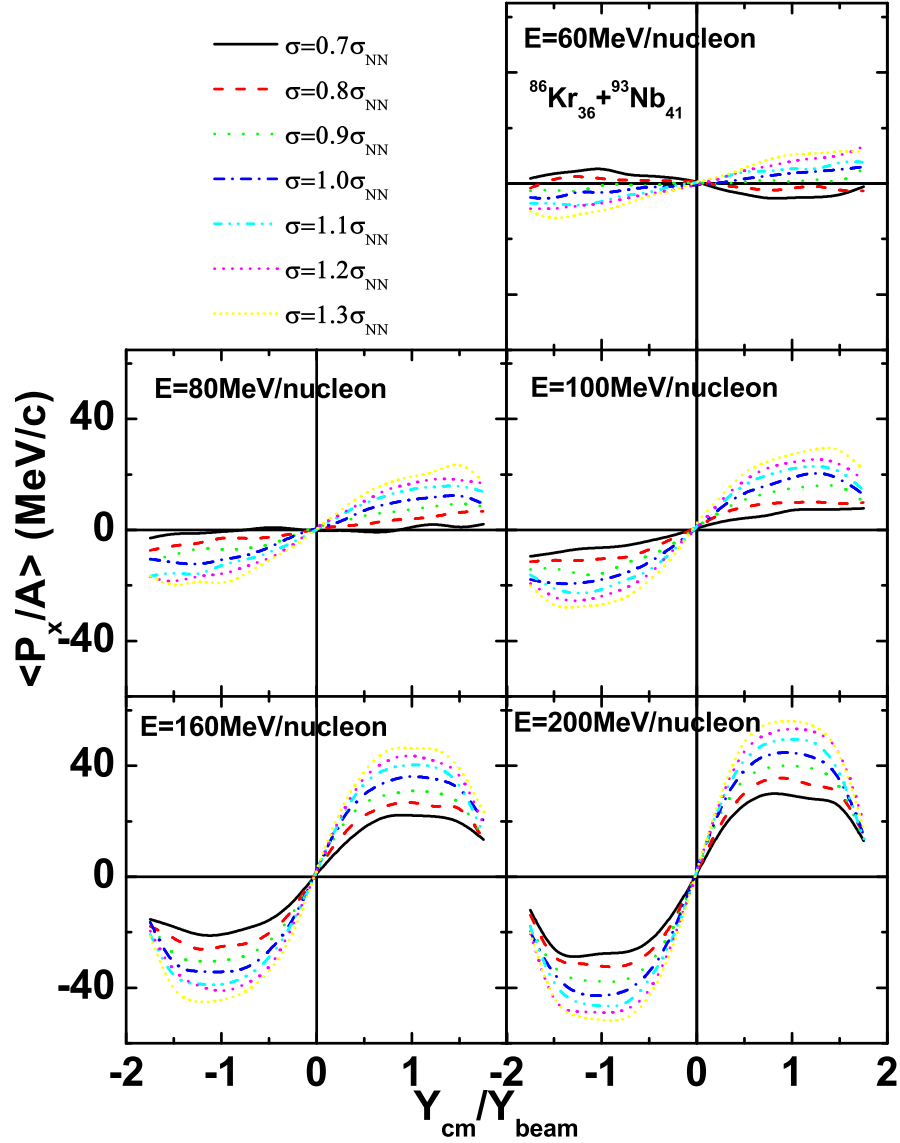 σ=0.7σNN
σ=0.8σNN
σ=0.9σNN
σ=1.0σNN
σ=1.1σNN
σ=1.2σNN
σ=1.3σNN
E=60MeV/nucleon
86Kr36+93Nb41
E=80MeV/nucleon
E=100MeV/nucleon
40
0
-40
<Px/A> (MeV/c)
E=160MeV/nucleon
E=200MeV/nucleon
40
0
-40
-2 -1 0 1 -2 -1 0 1 2
Ycm/Ybeam